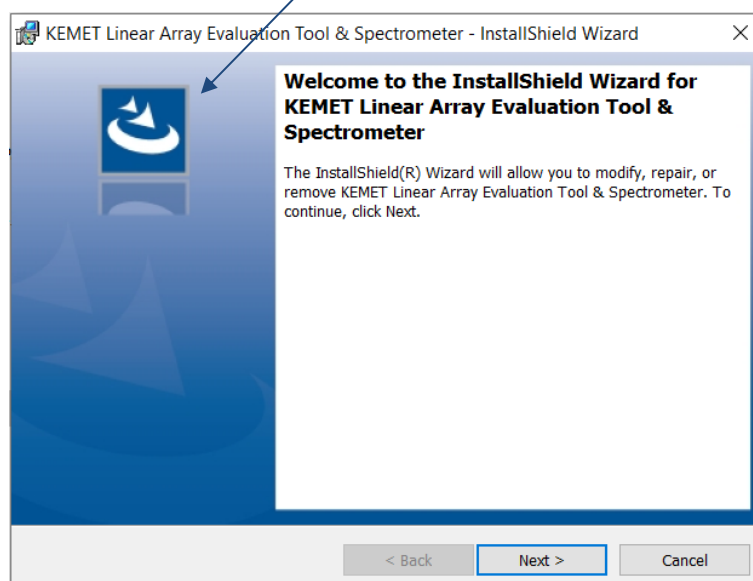 KEMET Linear Array Evaluation Tool & Spectrometer - InstallShield Wizard
Welcome to the InstallShield Wizard for
KEMET Linear Array Evaluation Tool &
Spectrometer
The InstallShield(R) Wizard will allow you to modify, repair, or
remove KEMET Linear Array Evaluation Tool & Spectrometer. To
continue, click Next.
< Back
Next >
Cancel